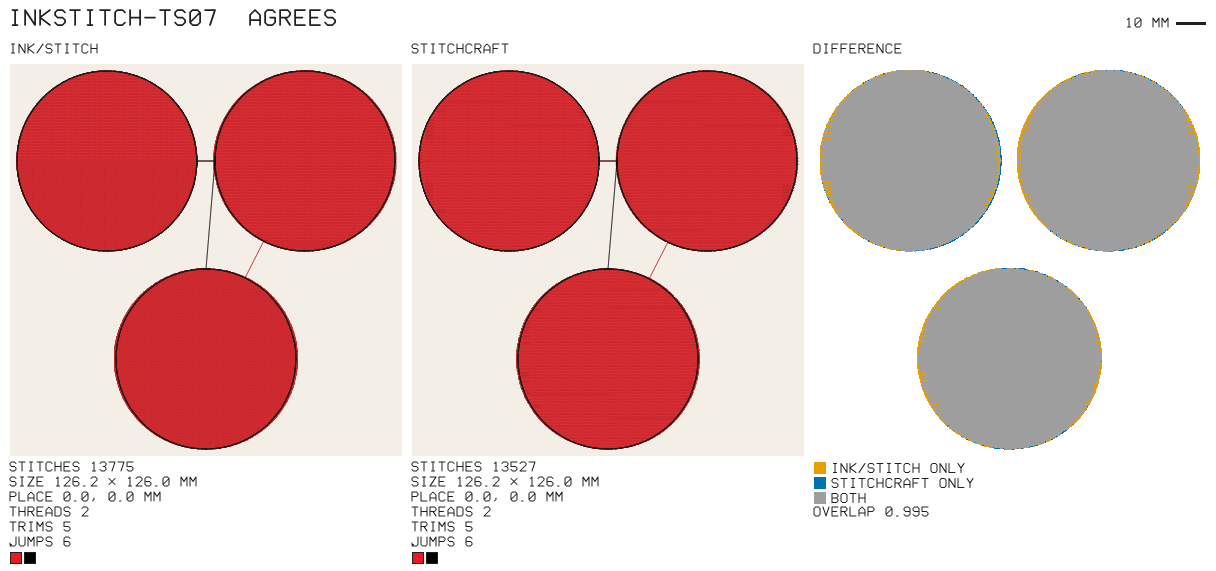 INKSTITCH-TS07  AGREES
10 MM
INK/STITCH
STITCHES 13775
SIZE 126.2 × 126.0 MM
PLACE 0.0, 0.0 MM
THREADS 2
TRIMS 5
JUMPS 6
STITCHCRAFT
STITCHES 13527
SIZE 126.2 × 126.0 MM
PLACE 0.0, 0.0 MM
THREADS 2
TRIMS 5
JUMPS 6
DIFFERENCE
INK/STITCH ONLY
STITCHCRAFT ONLY
BOTH
OVERLAP 0.995